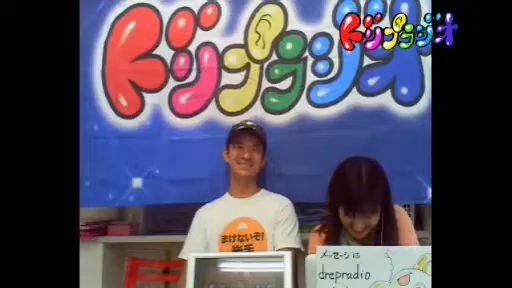 ドリプラジオ
ドリプラジオ
まけないぞ!
岩手
メッセージは
drepradio